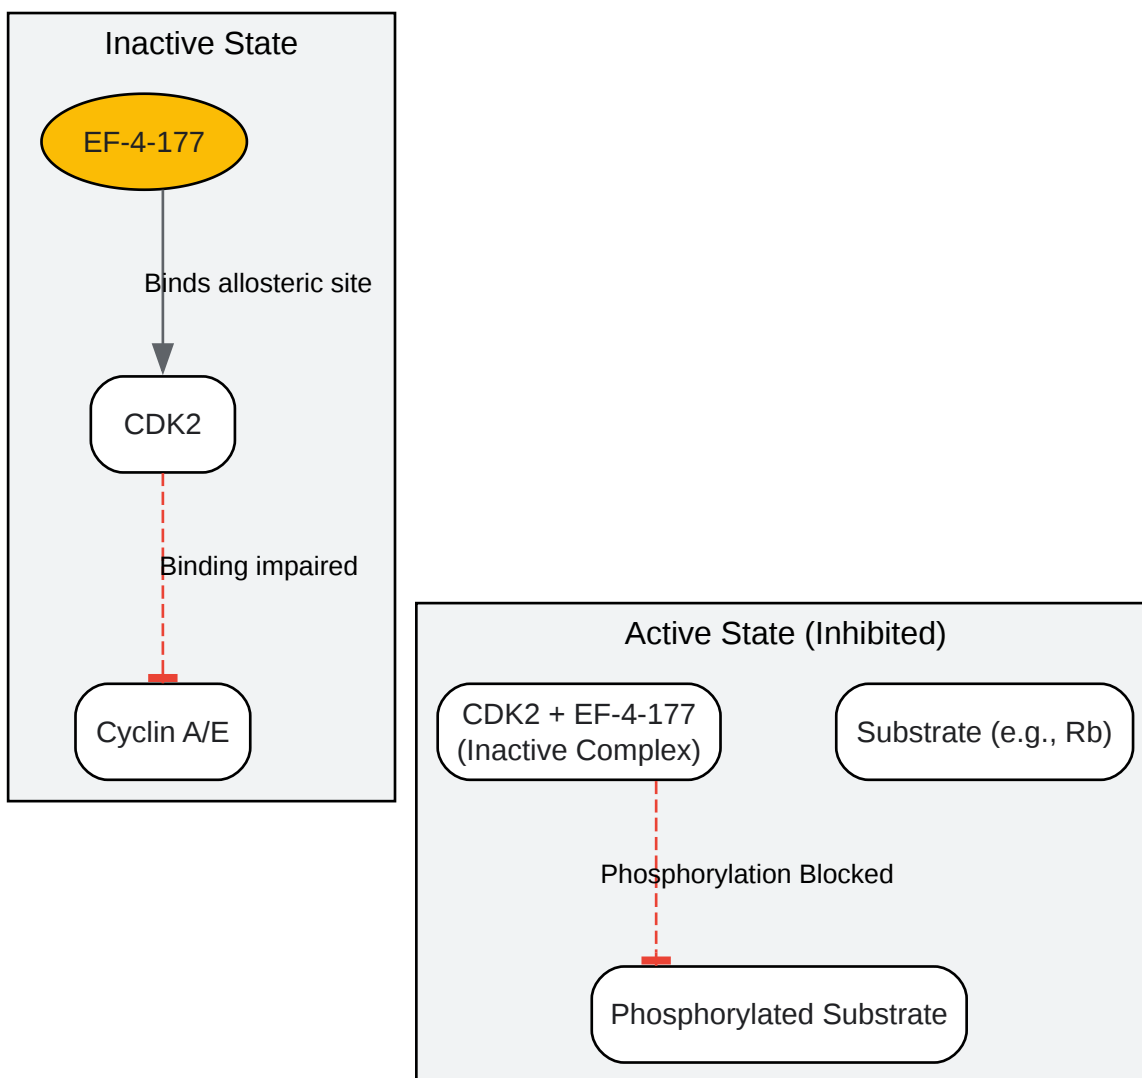 Inactive State
EF-4-177
Binds allosteric site
CDK2
Binding impaired
Cyclin A/E
Active State (Inhibited)
CDK2 + EF-4-177
(Inactive Complex)
Substrate (e.g., Rb)
Phosphorylation Blocked
Phosphorylated Substrate